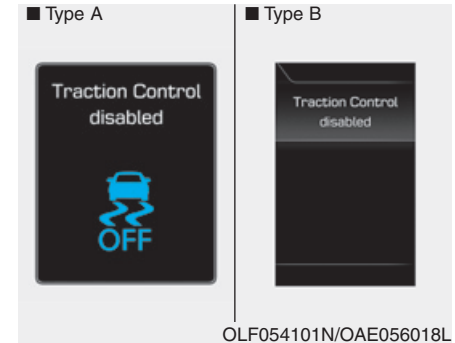 ■ Type A
■ Type B
Traction Control
disabled
OFF
Traction Control
disabled
OLF054101N/OAE056018L